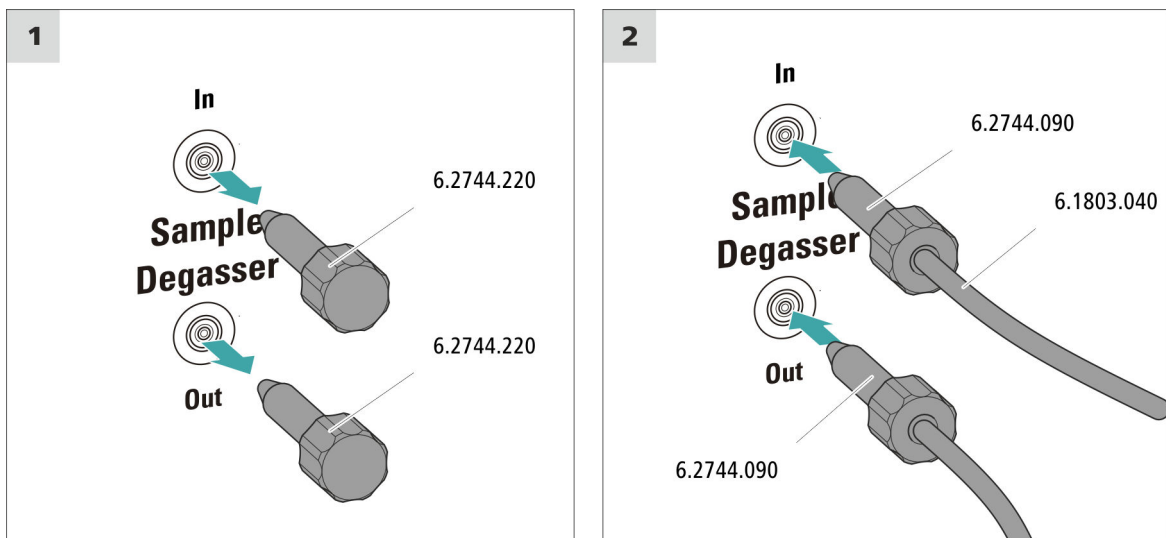 1
In
6.2744.220
Sample
Degasser
6.2744.220
Out
2
In
6.2744.090
6.1803.040
Sample
Degasser
Out
6.2744.090